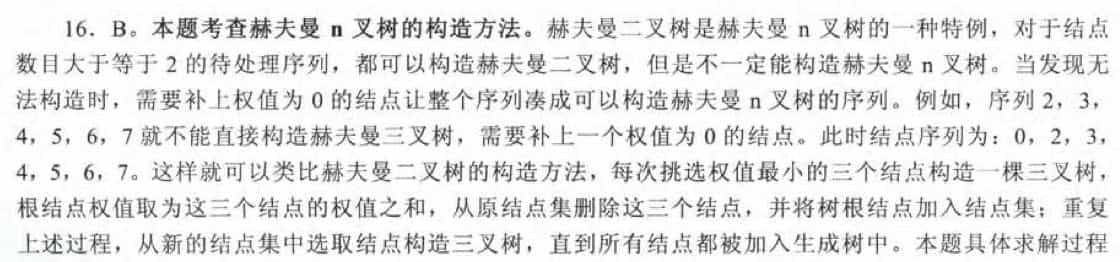 16．B。本题考查赫夫曼 n 叉树的构造方法。赫夫曼二叉树是赫夫曼 n 叉树的一种特例，对于结点
数目大于等于 2 的待处理序列，都可以构造赫夫曼二叉树，但是不一定能构造赫夫曼 n 叉树。当发现无
法构造时，需要补上权值为 0 的结点让整个序列凑成可以构造赫夫曼 n 叉树的序列。例如，序列 2，3，
4，5，6，7 就不能直接构造赫夫曼三叉树，需要补上一个权值为 0 的结点。此时结点序列为：0，2，3，
4，5，6，7。这样就可以类比赫夫曼二叉树的构造方法，每次挑选权值最小的三个结点构造一棵三叉树，
根结点权值取为这三个结点的权值之和，从原结点集删除这三个结点，并将树根结点加入结点集；重复
上述过程，从新的结点集中选取结点构造三叉树，直到所有结点都被加入生成树中。本题具体求解过程